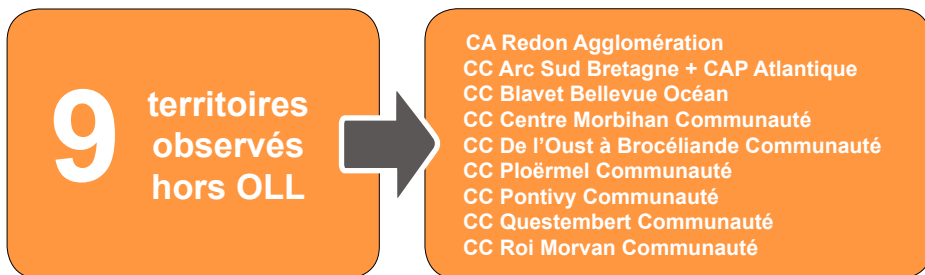 9
territoires
observés
hors OLL
CA Redon Agglomération
CC Arc Sud Bretagne + CAP Atlantique
CC Blavet Bellevue Océan
CC Centre Morbihan Communauté
CC De l'Oust à Brocéliande Communauté
CC Ploërmel Communauté
CC Pontivy Communauté
CC Questembert Communauté
CC Roi Morvan Communauté